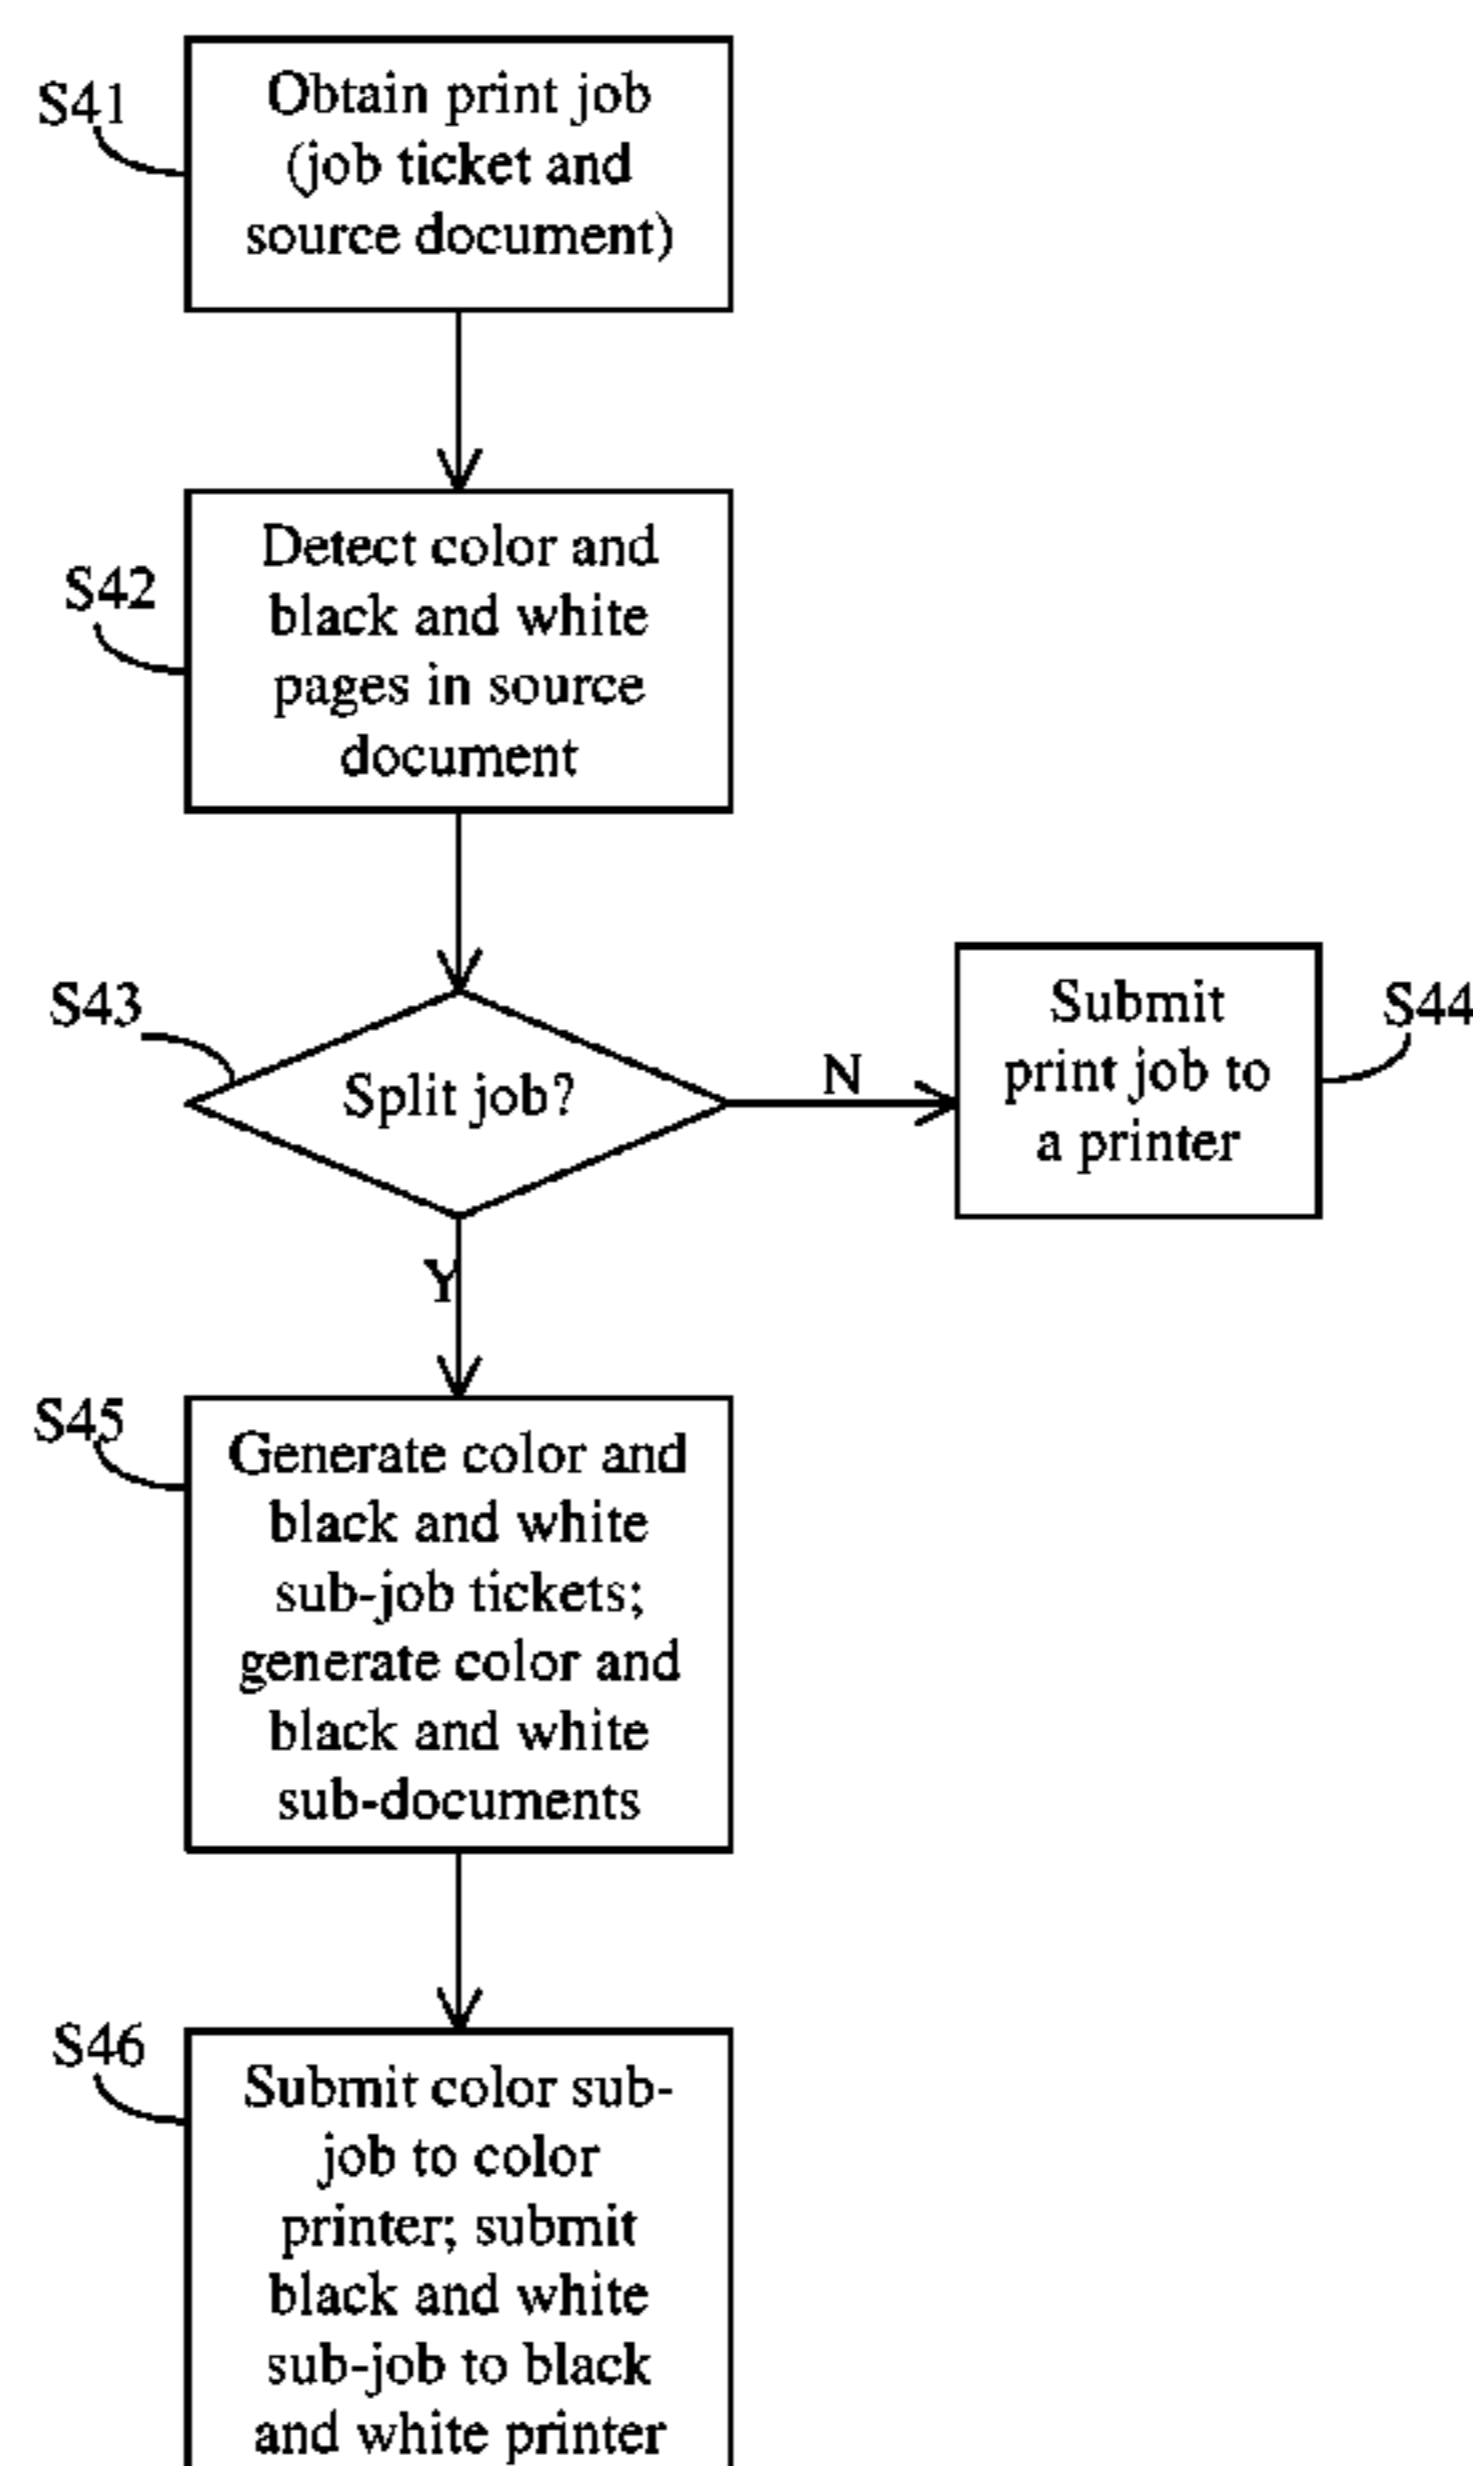 S41
Obtain print job
(job ticket and
source document)
S42
Detect color and
black and white
pages in source
document
S43
Split job?
N
Submit
print job to
a printer
S44
Y
S45
Generate color and
black and white
sub-job tickets;
generate color and
black and white
sub-documents
S46
Submit color sub-
job to color
printer; submit
black and white
sub-job to black
and white printer